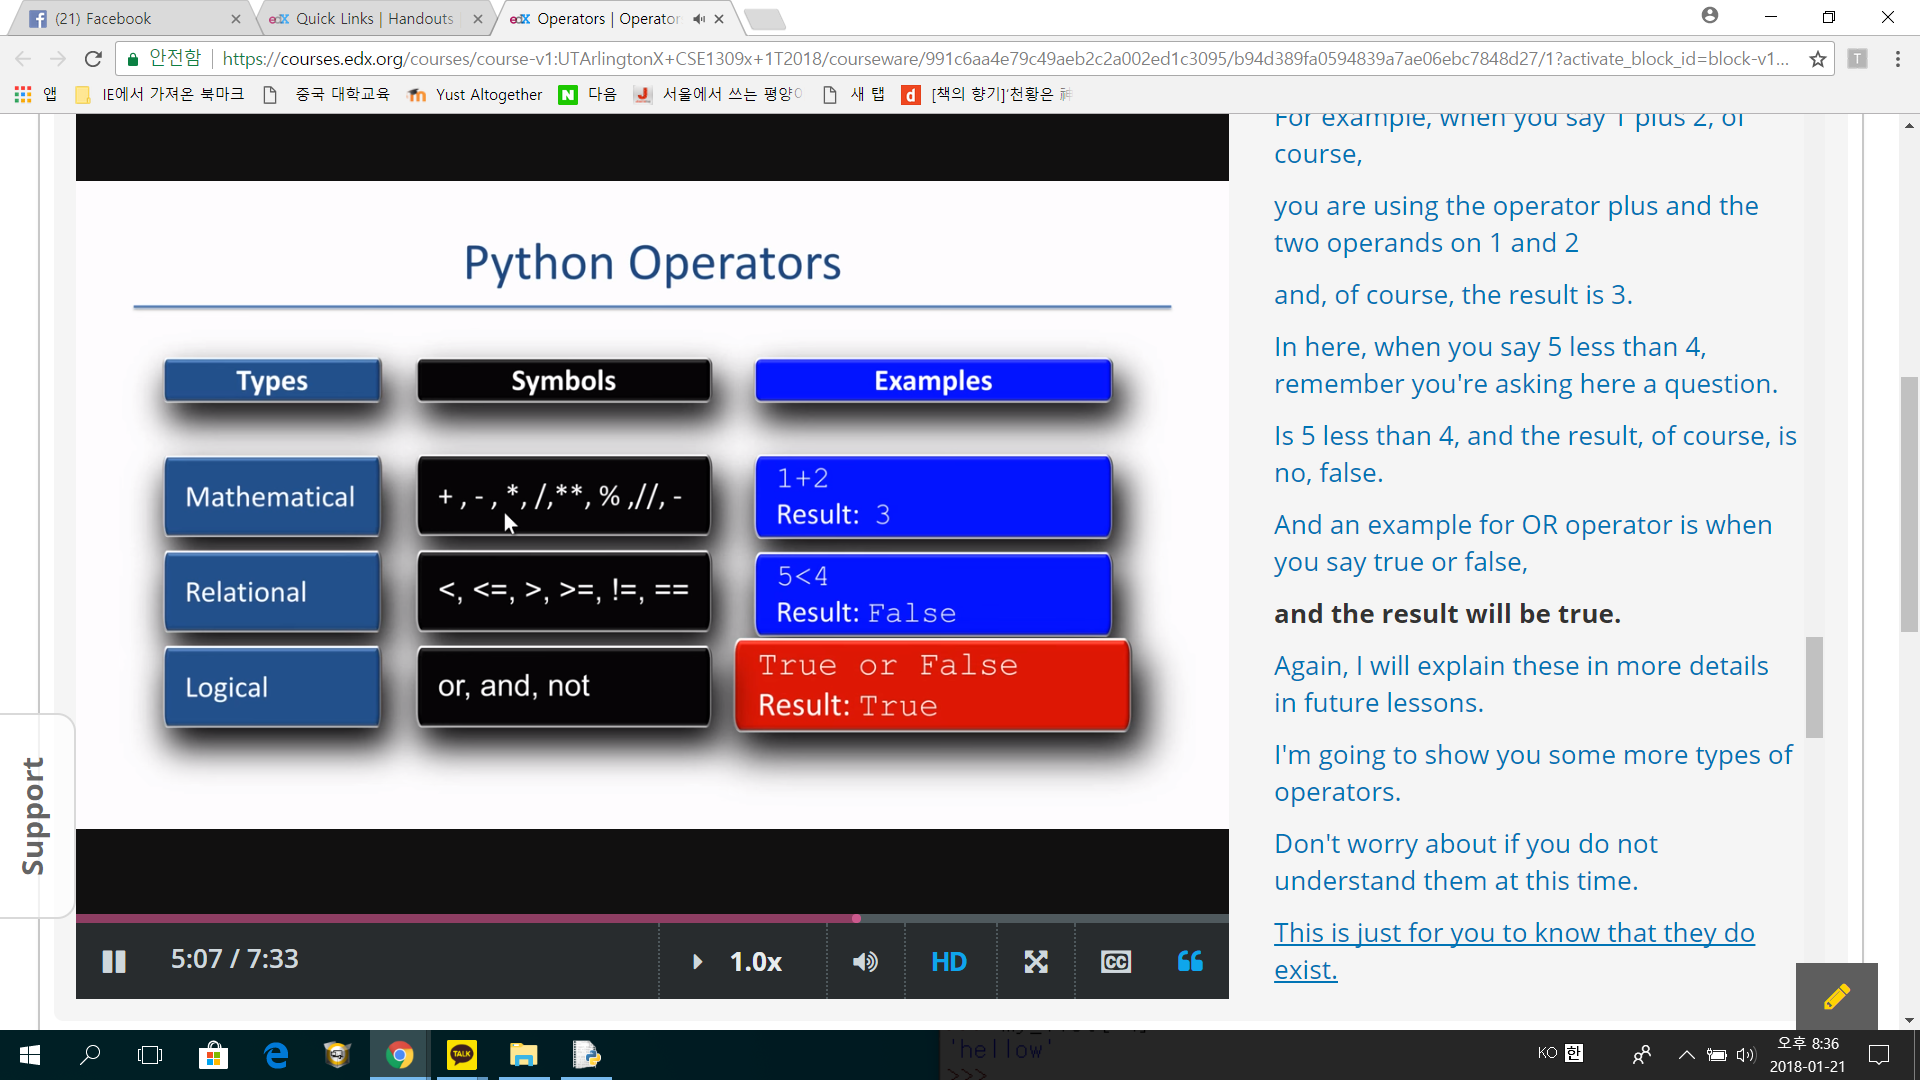 (21) Facebook
Quick Links | Handouts
Operators | Operator
안전함
https://courses.edx.org/courses/course-v1:UTArlingtonX+CSE1309x+1T2018/courseware/991c6aa4e79c49aeb2c2a002ed1c3095/b94d389fa0594839a7ae06ebc7848d27/1?activate_block_id=block-v1...
앱
IE에서 가져온 북마크
중국 대학교육
Yust Altogether
다음
서울에서 쓰는 평양
새 탭
[책의 향기]'천황은 神
Python Operators
Types
Symbols
Examples
Mathematical
+ , - , *, /,**, % ,//, -
1+2
Result: 3
Relational
<, <=, >, >=, !=, ==
5<4
Result: False
Logical
or, and, not
True or False
Result: True
Support
5:07 / 7:33
1.0x
HD
CC
For example, when you say 1 plus 2, of
course,
you are using the operator plus and the
two operands on 1 and 2
and, of course, the result is 3.
In here, when you say 5 less than 4,
remember you're asking here a question.
Is 5 less than 4, and the result, of course, is
no, false.
And an example for OR operator is when
you say true or false,
and the result will be true.
Again, I will explain these in more details
in future lessons.
I'm going to show you some more types of
operators.
Don't worry about if you do not
understand them at this time.
This is just for you to know that they do
exist.
'hellow'
>>>
TALK
KO 한
오후 8:36
2018-01-21